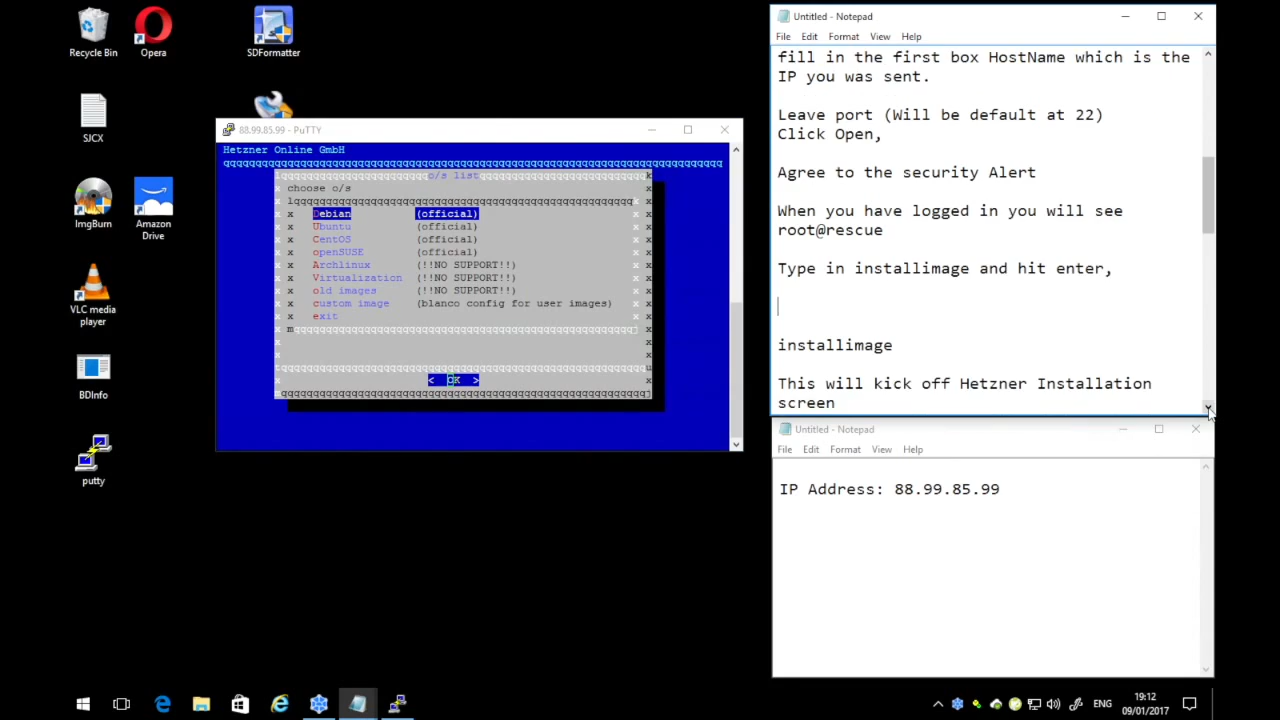 Recycle Bin
Opera
SDFormatter
SJCX
ImgBurn
Amazon
Drive
VLC media
player
BDInfo
putty
88.99.85.99 - PuTTY
Hetzner Online GmbH
o/s list
choose o/s
Debian (official)
Ubuntu (official)
CentOS (official)
openSUSE (official)
Archlinux (!!NO SUPPORT!!)
Virtualization (!!NO SUPPORT!!)
old images (!!NO SUPPORT!!)
custom image (blanco config for user images)
exit
< OK >
Untitled - Notepad
File Edit Format View Help
fill in the first box HostName which is the
IP you was sent.
Leave port (Will be default at 22)
Click Open,
Agree to the security Alert
When you have logged in you will see
root@rescue
Type in installimage and hit enter,
installimage
This will kick off Hetzner Installation
screen
Untitled - Notepad
File Edit Format View Help
IP Address: 88.99.85.99
ENG
19:12
09/01/2017